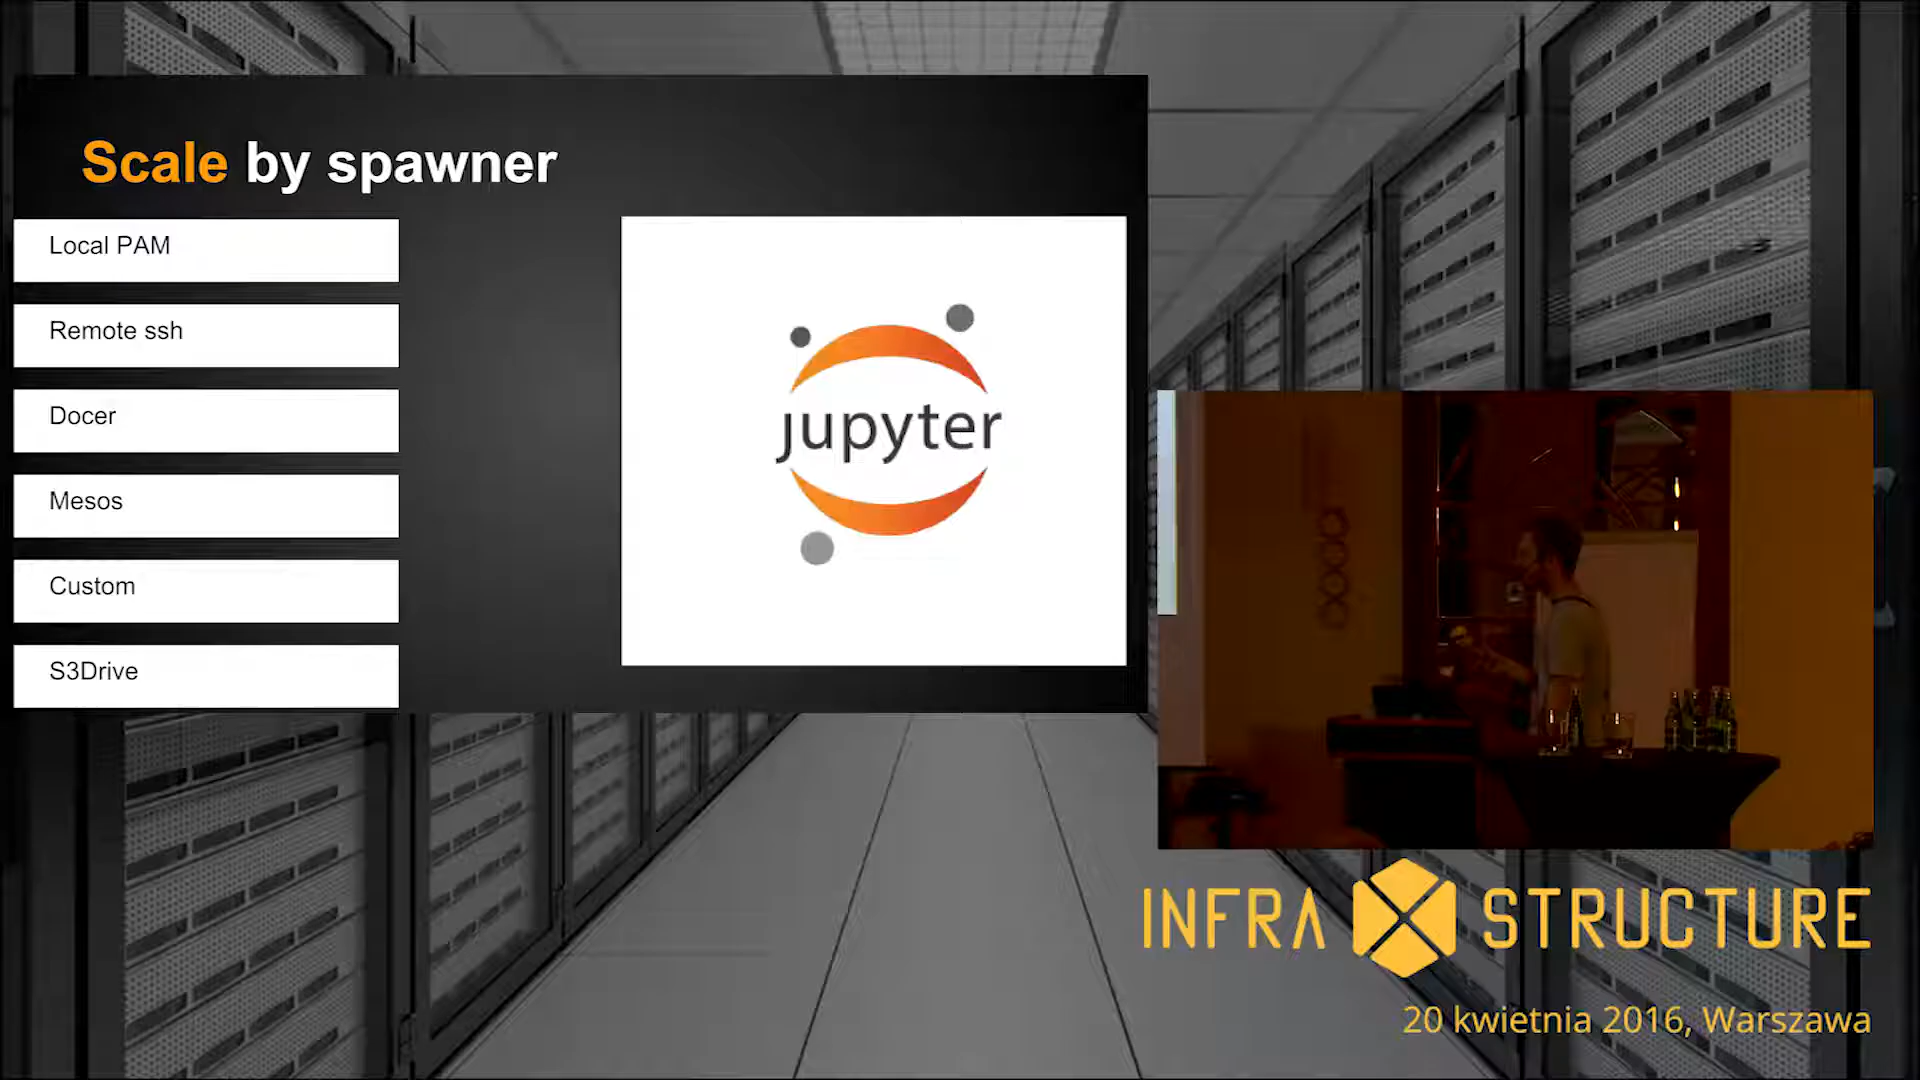 Scale by spawner
Local PAM
Remote ssh
Docer
Mesos
Custom
S3Drive
jupyter
INFRA STRUCTURE
20 kwietnia 2016, Warszawa